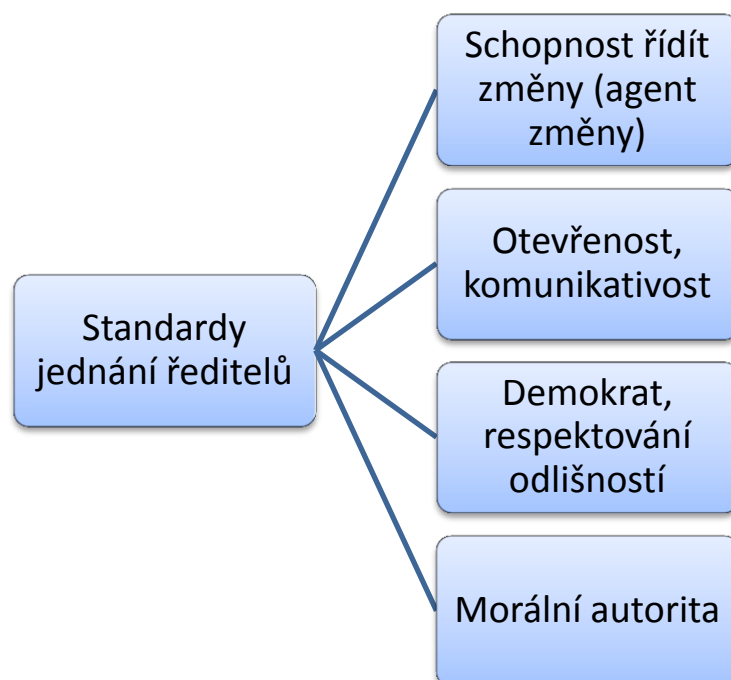 Schopnost řídít
změny (agent
změny)
Otevřenost,
komunikativost
Standardy
jednání ředitelů
Demokrat,
respektování
odlišností
Morální autorita